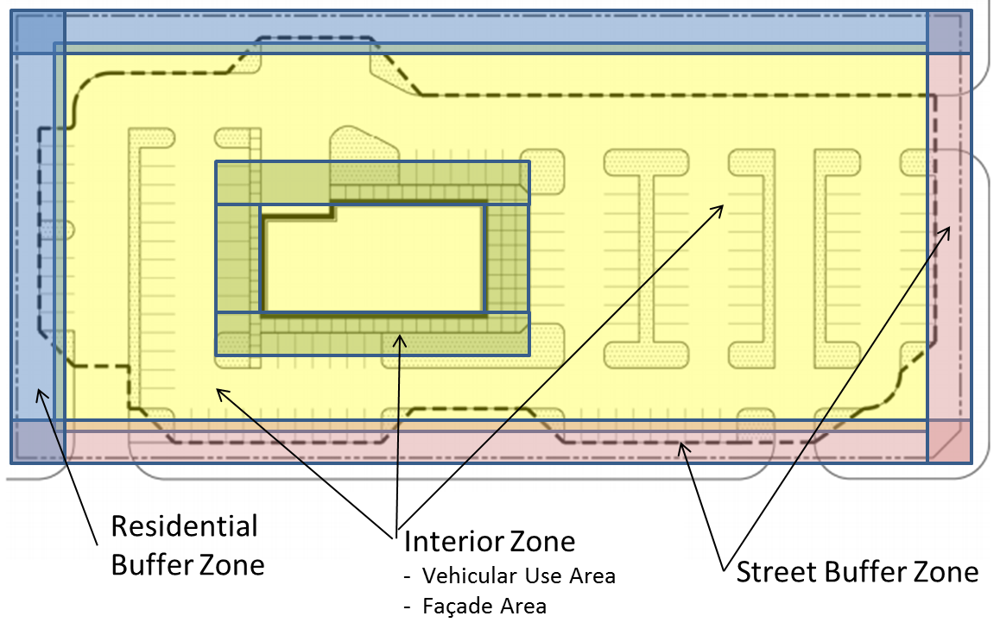 Residential
Buffer Zone
Interior Zone
- Vehicular Use Area
- Façade Area
Street Buffer Zone